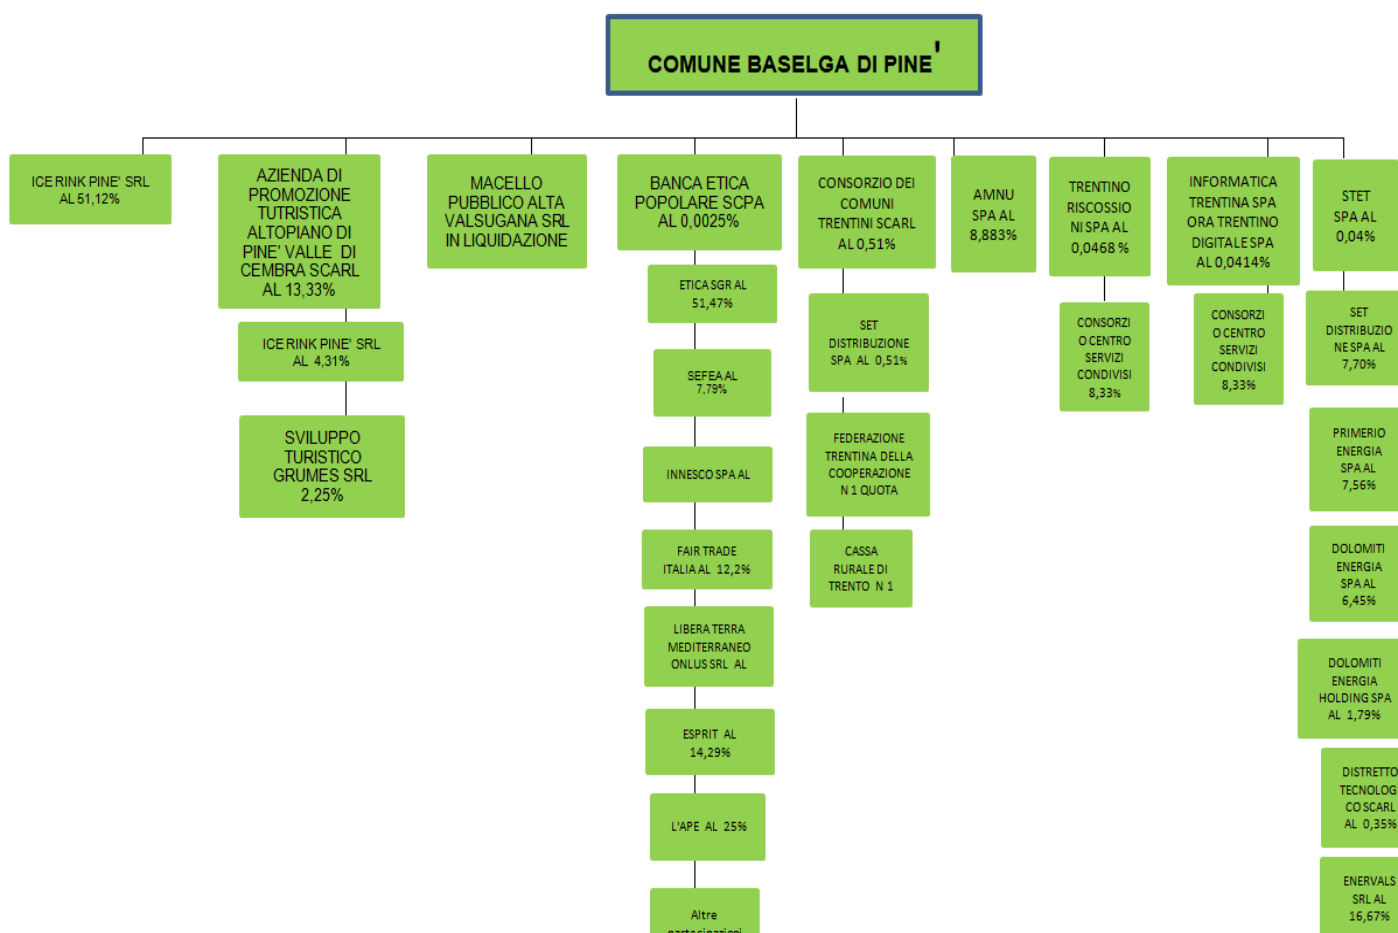 COMUNE BASELGA DI PINE'
ICE RINK PINE' SRL
AL 51,12%
AZIENDA DI
PROMOZIONE
TUTRISTICA
ALTOPIANO DI
PINE' VALLE DI
CEMBRA SCARL
AL 13,33%
ICE RINK PINE' SRL
AL 4,31%
SVILUPPO
TURISTICO
GRUMES SRL
2,25%
MACELLO
PUBBLICO ALTA
VALSUGANA SRL
IN LIQUIDAZIONE
BANCA ETICA
POPOLARE SCPA
AL 0,0025%
ETICA SGR AL
51,47%
SEFEA AL
7,79%
INNESCO SPA AL
FAIR TRADE
ITALIA AL 12,2%
LIBERA TERRA
MEDITERRANEO
ONLUS SRL AL
ESPRIT AL
14,29%
L'APE AL 25%
Altre
partecipazioni
CONSORZIO DEI
COMUNI
TRENTINI SCARL
AL 0,51%
SET
DISTRIBUZIONE
SPA AL 0,51%
FEDERAZIONE
TRENTINA DELLA
COOPERAZIONE
N 1 QUOTA
CASSA
RURALE DI
TRENTO N 1
AMNU
SPA AL
8,883%
TRENTINO
RISCOSSIO
NI SPA AL
0,0468 %
CONSORZI
O CENTRO
SERVIZI
CONDIVISI
8,33%
INFORMATICA
TRENTINA SPA
ORA TRENTINO
DIGITALE SPA
AL 0,0414%
CONSORZI
O CENTRO
SERVIZI
CONDIVISI
8,33%
STET
SPA AL
0,04%
SET
DISTRIBUZIO
NE SPA AL
7,70%
PRIMERIO
ENERGIA
SPA AL
7,56%
DOLOMITI
ENERGIA
SPA AL
6,45%
DOLOMITI
ENERGIA
HOLDING SPA
AL 1,79%
DISTRETTO
TECNOLOG
CO SCARL
AL 0,35%
ENERVALS
SRL AL
16,67%